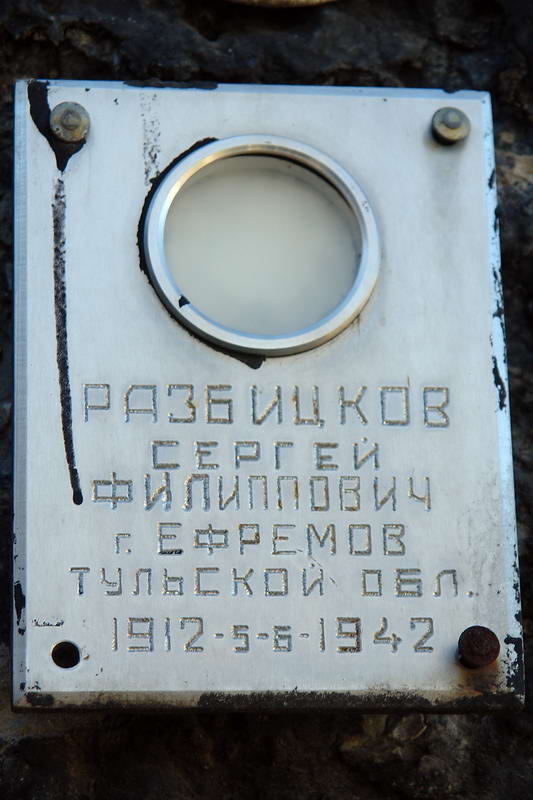 РАЗБИЦКОВ
СЕРГЕЙ
ФИЛИППОВИЧ
г. ЕФРЕМОВ
ТУЛЬСКОЙ ОБЛ.
1912-5-6-1942